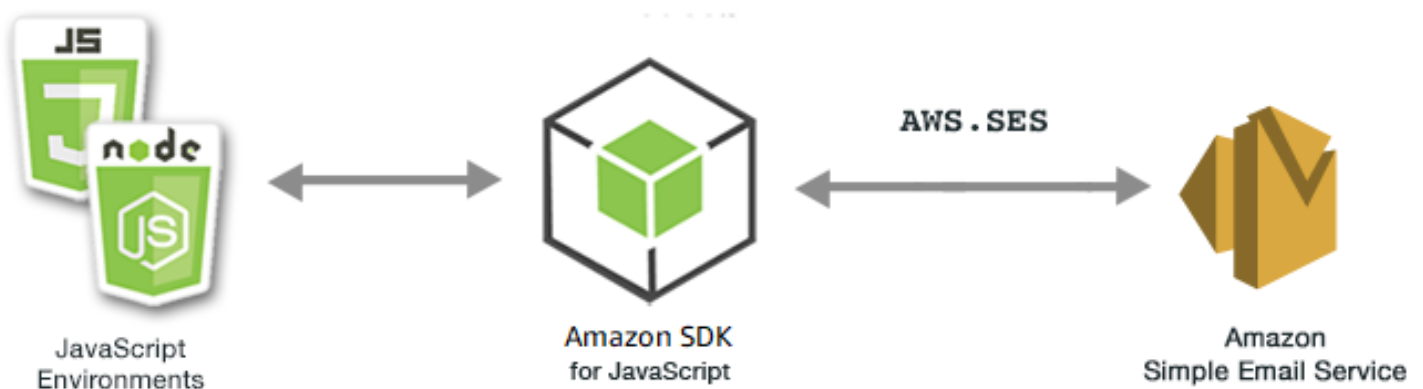 JS
node
JS
AWS.SES
JavaScript
Environments
Amazon SDK
for JavaScript
Amazon
Simple Email Service